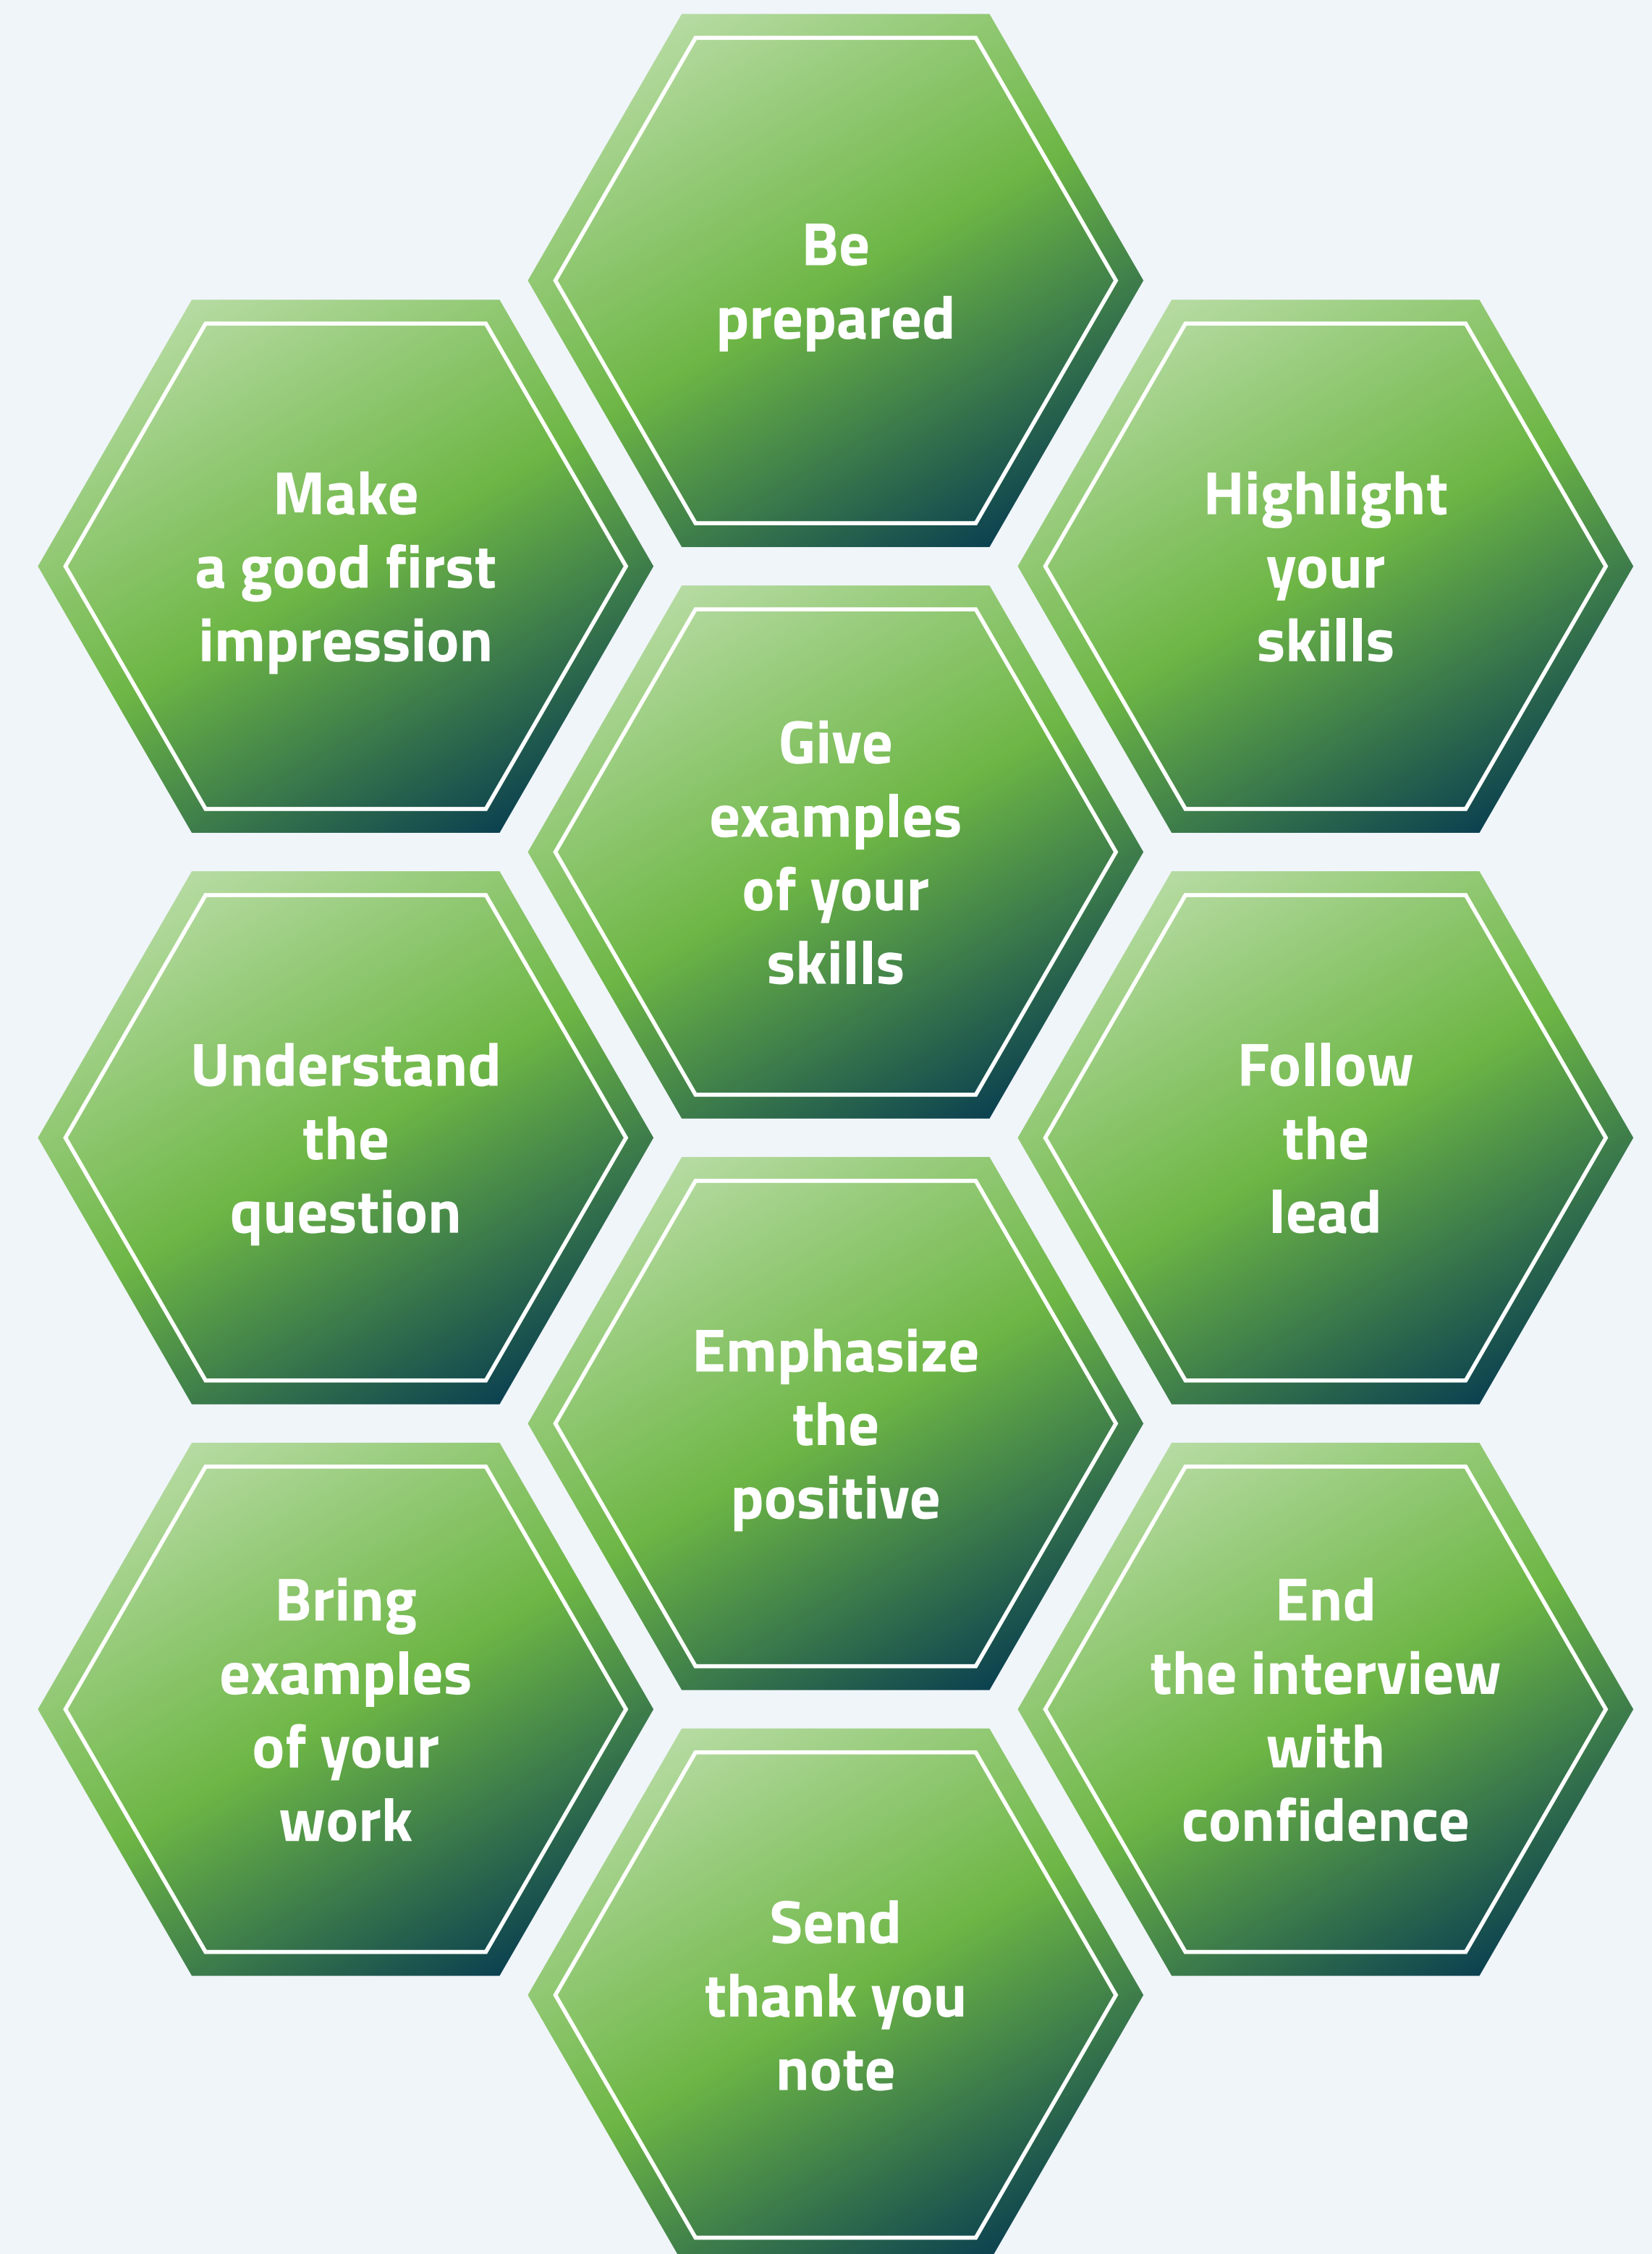 Be
prepared
Make
a good first
impression
Highlight
your
skills
Give
examples
of your
skills
Understand
the
question
Follow
the
lead
Emphasize
the
positive
Bring
examples
of your
work
End
the interview
with
confidence
Send
thank you
note